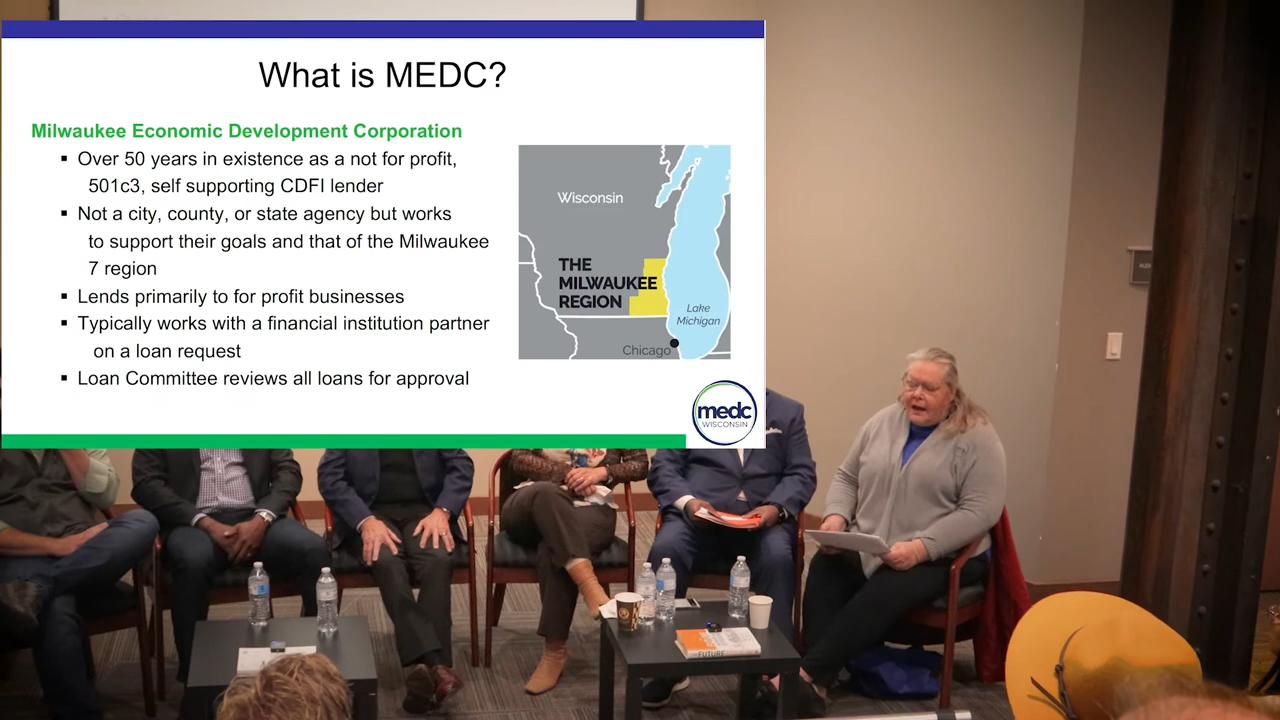 What is MEDC?
Milwaukee Economic Development Corporation
▪ Over 50 years in existence as a not for profit,
501c3, self supporting CDFI lender
▪ Not a city, county, or state agency but works
to support their goals and that of the Milwaukee
7 region
▪ Lends primarily to for profit businesses
▪ Typically works with a financial institution partner
on a loan request
▪ Loan Committee reviews all loans for approval
Wisconsin
THE
MILWAUKEE
REGION
Lake
Michigan
Chicago
medc
WISCONSIN
FUTURE